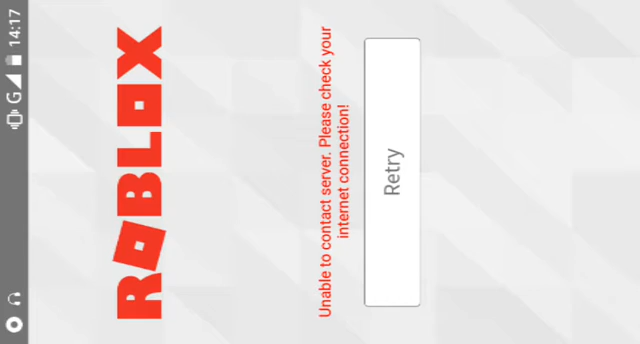 14:17
G
ROBLOX
Unable to contact server. Please check your
internet connection!
Retry